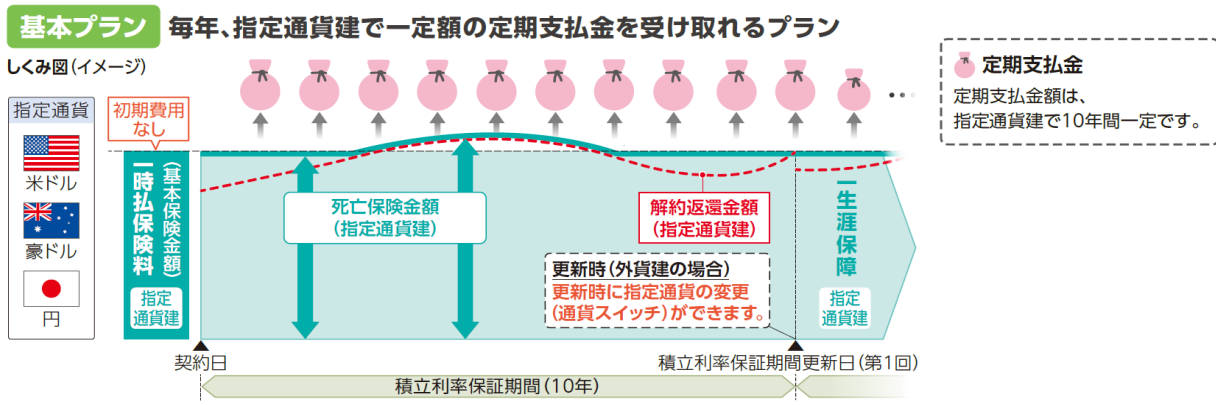 基本プラン 毎年、指定通貨建で一定額の定期支払金を受け取れるプラン
しくみ図(イメージ)
指定通貨
米ドル
豪ドル
円
初期費用
なし
(基本保険金額)
一時払保険料
指定
通貨建
死亡保険金額
(指定通貨建)
解約返還金額
(指定通貨建)
更新時(外貨建の場合)
更新時に指定通貨の変更
(通貨スイッチ)ができます。
一生涯保障
指定
通貨建
…
定期支払金
定期支払金額は、
指定通貨建で10年間一定です。
契約日
積立利率保証期間更新日(第1回)
積立利率保証期間(10年)